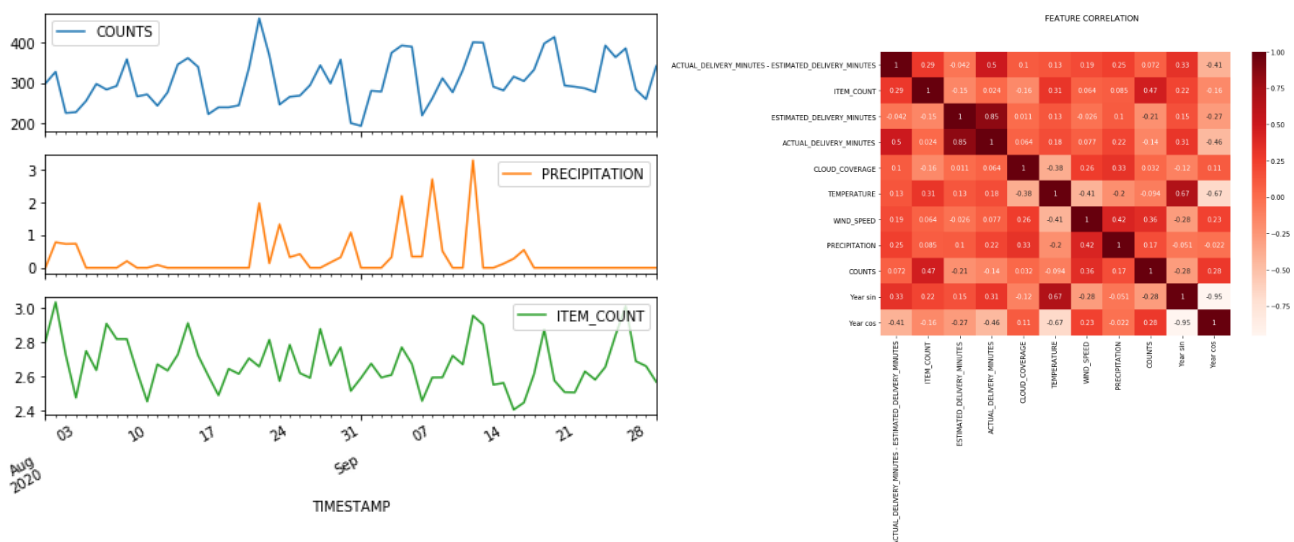 COUNTS
400
300
200
PRECIPITATION
3
2
1
0
ITEM_COUNT
3.0
2.8
2.6
2.4
Aug
2020
03
10
17
24
31
Sep
07
14
21
28
TIMESTAMP
FEATURE CORRELATION
ACTUAL_DELIVERY_MINUTES - ESTIMATED_DELIVERY_MINUTES 1 0.29 -0.042 0.5 0.1 0.13 0.19 0.25 0.072 0.33 -0.41
ITEM_COUNT 0.29 1 -0.15 0.024 -0.16 0.31 0.064 0.085 0.47 0.22 -0.16
ESTIMATED_DELIVERY_MINUTES -0.042 -0.15 1 0.85 0.011 0.13 -0.026 0.1 -0.21 0.15 -0.27
ACTUAL_DELIVERY_MINUTES 0.5 0.024 0.85 1 0.064 0.18 0.077 0.22 -0.14 0.31 -0.46
CLOUD_COVERAGE 0.1 -0.16 0.011 0.064 1 -0.38 0.26 0.33 0.032 -0.12 0.11
TEMPERATURE 0.13 0.31 0.13 0.18 -0.38 1 -0.41 -0.2 -0.094 0.67 -0.67
WIND_SPEED 0.19 0.064 -0.026 0.077 0.26 -0.41 1 0.42 0.36 -0.28 0.23
PRECIPITATION 0.25 0.085 0.1 0.22 0.33 -0.2 0.42 1 0.17 -0.051 -0.022
COUNTS 0.072 0.47 -0.21 -0.14 0.032 -0.094 0.36 0.17 1 -0.28 0.28
Year sin 0.33 0.22 0.15 0.31 -0.12 0.67 -0.28 -0.051 -0.28 1 -0.95
Year cos -0.41 -0.16 -0.27 -0.46 0.11 -0.67 0.23 -0.022 0.28 -0.95 1
ACTUAL_DELIVERY_MINUTES - ESTIMATED_DELIVERY_MINUTES
ITEM_COUNT
ESTIMATED_DELIVERY_MINUTES
ACTUAL_DELIVERY_MINUTES
CLOUD_COVERAGE
TEMPERATURE
WIND_SPEED
PRECIPITATION
COUNTS
Year sin
Year cos
1.00
0.75
0.50
0.25
0.00
-0.25
-0.50
-0.75